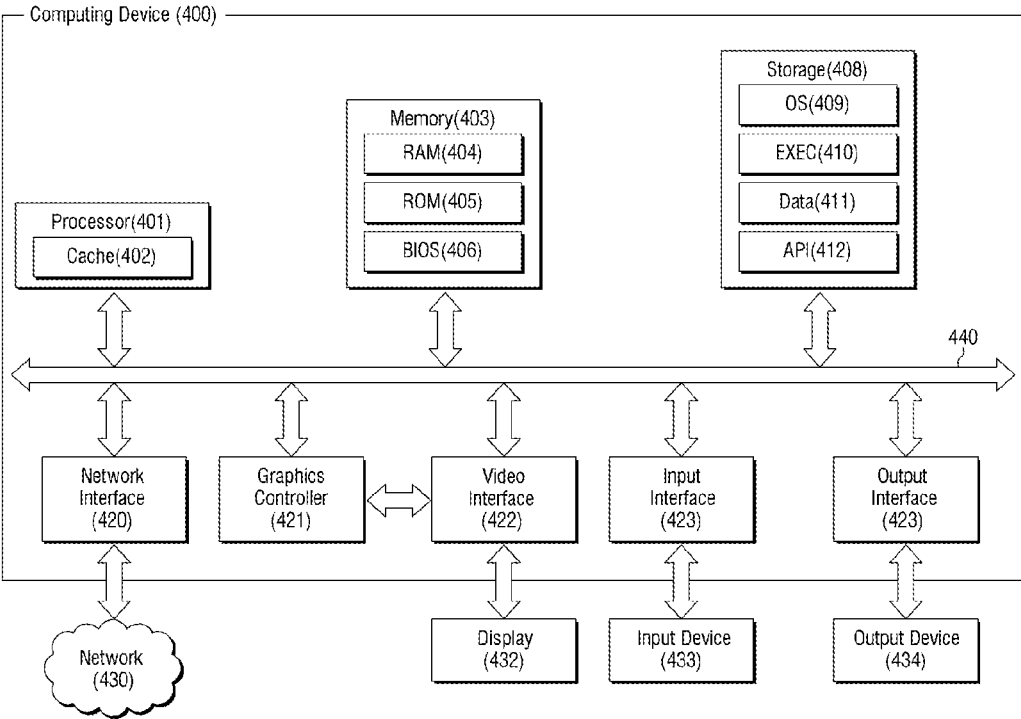 Computing Device (400)
Storage(408)
OS(409)
EXEC(410)
Data(411)
API(412)
Memory(403)
RAM(404)
ROM(405)
BIOS(406)
Processor(401)
Cache(402)
440
Network
Interface
(420)
Graphics
Controller
(421)
Video
Interface
(422)
Input
Interface
(423)
Output
Interface
(423)
Network
(430)
Display
(432)
Input Device
(433)
Output Device
(434)